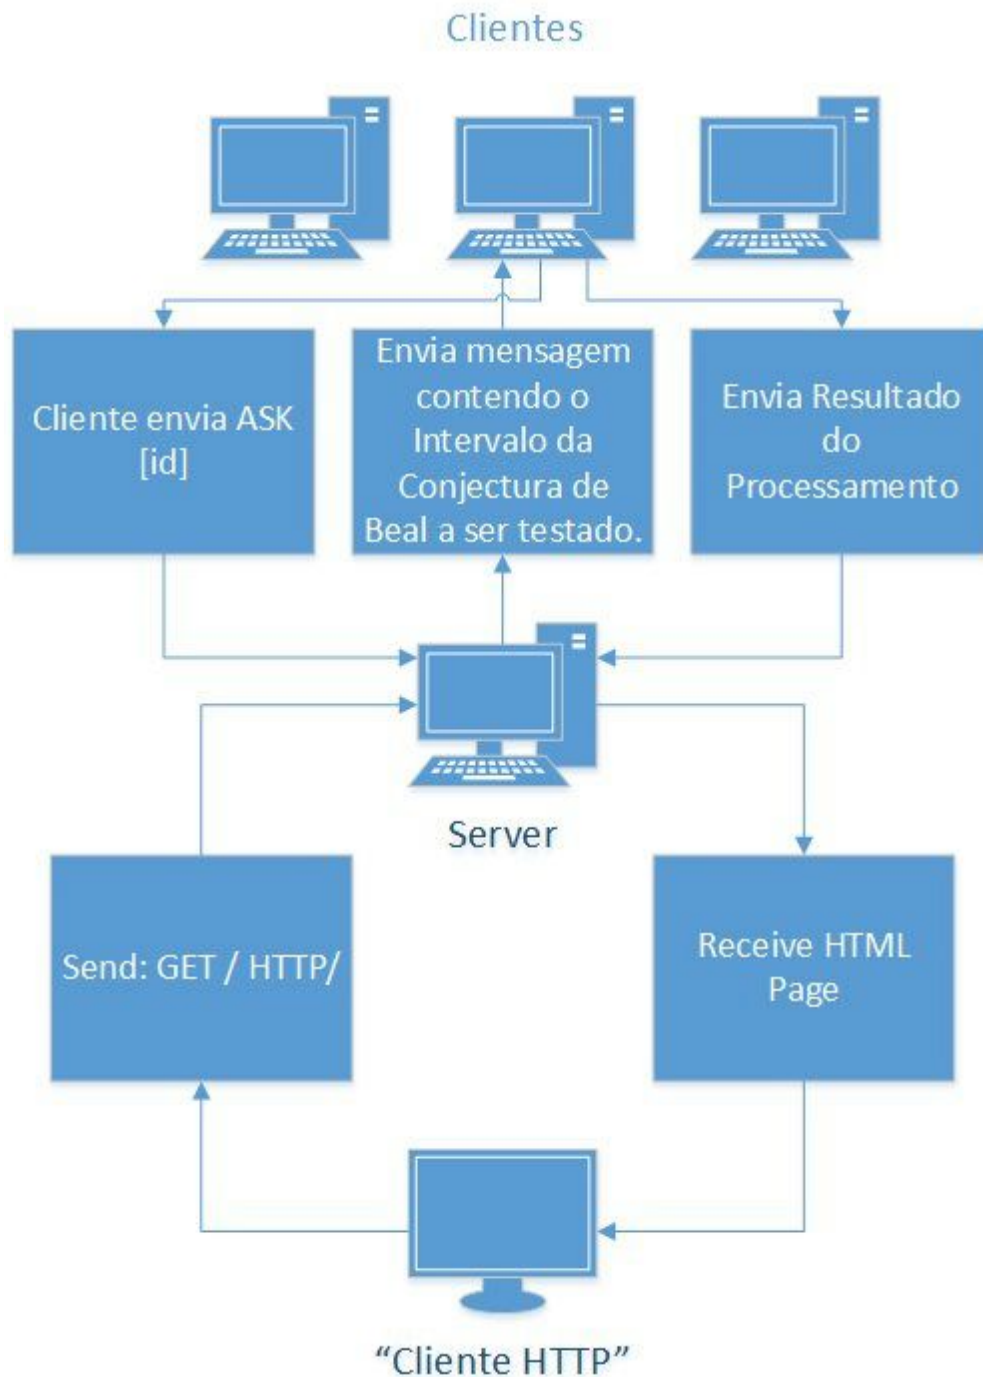 Clientes
Cliente envia ASK
[id]
Envia mensagem
contendo o
Intervalo da
Conjectura de
Beal a ser testado.
Envia Resultado
do
Processamento
Server
Send: GET / HTTP/
Receive HTML
Page
“Cliente HTTP”